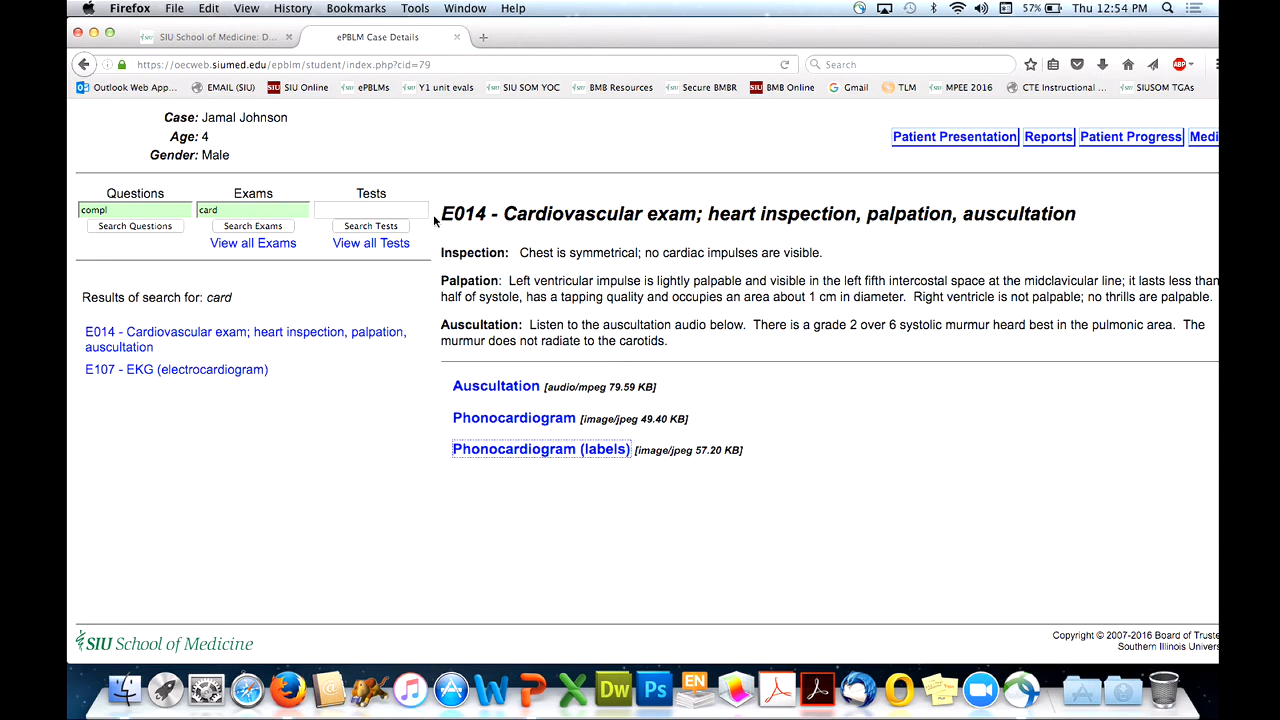 Firefox File Edit View History Bookmarks Tools Window Help 57% Thu 12:54 PM
SIU School of Medicine: D... × ePBLM Case Details × +
https://oecweb.siumed.edu/epblm/student/index.php?cid=79 Search ABP
Outlook Web App... EMAIL (SIU) SIU SIU Online ePBLMs Y1 unit evals SIU SOM YOC BMB Resources Secure BMBR SIU BMB Online Gmail TLM MPEE 2016 CTE Instructional ... SIUSOM TGAs
Case: Jamal Johnson
Age: 4
Gender: Male
Patient Presentation Reports Patient Progress Medi
Questions Exams Tests
compl card
Search Questions Search Exams Search Tests
View all Exams View all Tests
Results of search for: card
E014 - Cardiovascular exam; heart inspection, palpation,
auscultation
E107 - EKG (electrocardiogram)
E014 - Cardiovascular exam; heart inspection, palpation, auscultation
Inspection: Chest is symmetrical; no cardiac impulses are visible.
Palpation: Left ventricular impulse is lightly palpable and visible in the left fifth intercostal space at the midclavicular line; it lasts less than
half of systole, has a tapping quality and occupies an area about 1 cm in diameter. Right ventricle is not palpable; no thrills are palpable.
Auscultation: Listen to the auscultation audio below. There is a grade 2 over 6 systolic murmur heard best in the pulmonic area. The
murmur does not radiate to the carotids.
Auscultation [audio/mpeg 79.59 KB]
Phonocardiogram [image/jpeg 49.40 KB]
Phonocardiogram (labels) [image/jpeg 57.20 KB]
SIU School of Medicine
Copyright © 2007-2016 Board of Truste
Southern Illinois Univers
EN
Dw Ps